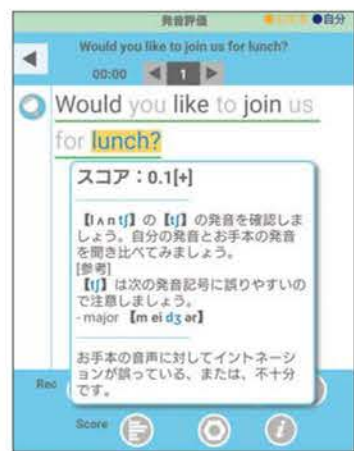 発音評価
●自分
Would you like to join us for lunch?
00:00 ◀ 1 ▶
Would you like to join us
for lunch?
スコア：0.1[+]
【lʌntʃ】の【tʃ】の発音を確認しま
しょう。自分の発音とお手本の発音
を聞き比べてみましょう。
[参考]
【tʃ】は次の発音記号に誤りやすいの
で注意しましょう。
- major 【m ei dʒ ər】
お手本の音声に対してイントネーシ
ョンが誤っている、または、不十分
です。
Rec
Score